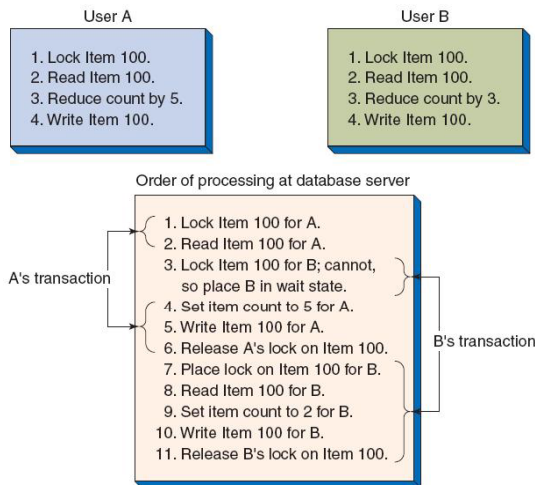 User A
1. Lock Item 100.
2. Read Item 100.
3. Reduce count by 5.
4. Write Item 100.
User B
1. Lock Item 100.
2. Read Item 100.
3. Reduce count by 3.
4. Write Item 100.
Order of processing at database server
1. Lock Item 100 for A.
2. Read Item 100 for A.
3. Lock Item 100 for B; cannot,
so place B in wait state.
4. Set item count to 5 for A.
5. Write Item 100 for A.
6. Release A's lock on Item 100.
7. Place lock on Item 100 for B.
8. Read Item 100 for B.
9. Set item count to 2 for B.
10. Write Item 100 for B.
11. Release B's lock on Item 100.
A's transaction
B's transaction